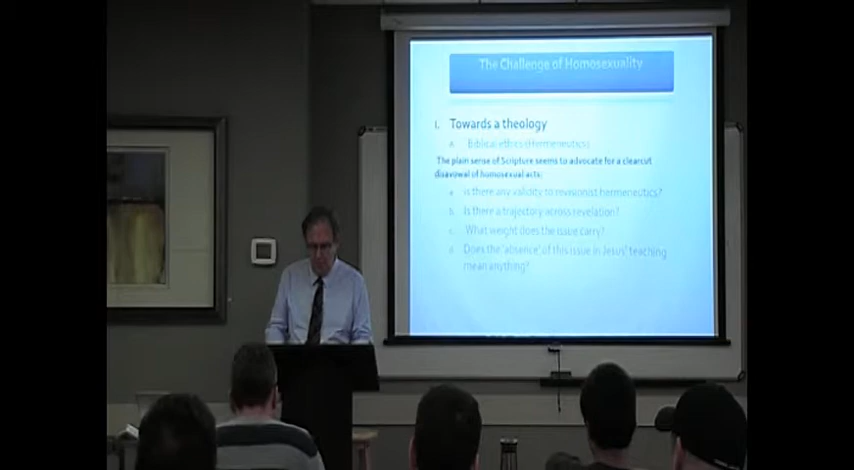 The Challenge of Homosexuality
I. Towards a theology
a. Biblical ethics (Hermeneutics)
The plain sense of Scripture seems to advocate for a clearcut
disavowal of homosexual acts;
a. Is there any validity to revisionist hermeneutics?
b. Is there a trajectory across revelation?
c. What weight does the issue carry?
d. Does the 'absence' of this issue in Jesus' teaching
mean anything?